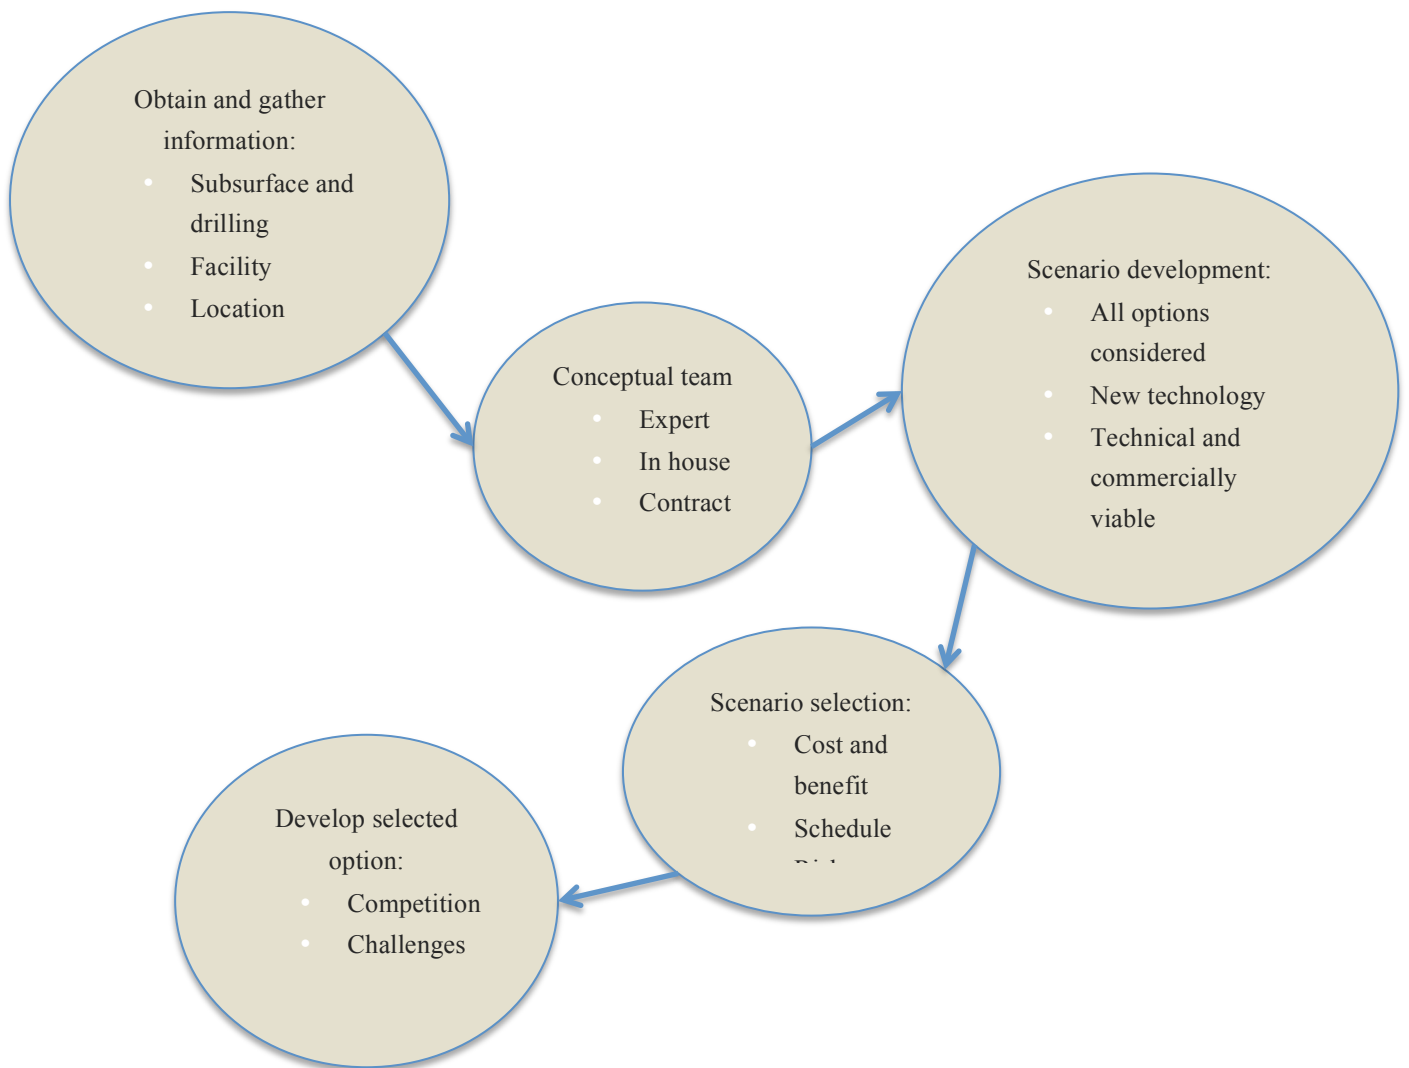 Obtain and gather
information:
• Subsurface and
drilling
• Facility
• Location
Conceptual team
• Expert
• In house
• Contract
Scenario development:
• All options
considered
• New technology
• Technical and
commercially
viable
Scenario selection:
• Cost and
benefit
• Schedule
Develop selected
option:
• Competition
• Challenges